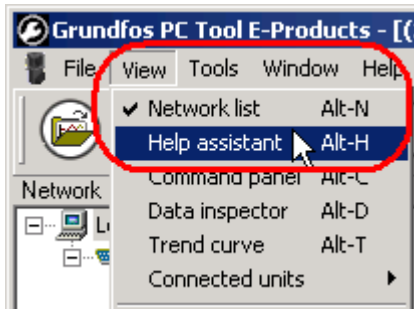 Grundfos PC Tool E-Products - [(
File View Tools Window Help
Network list Alt-N
Help assistant Alt-H
Command panel Alt-C
Network
Data inspector Alt-D
Trend curve Alt-T
Connected units